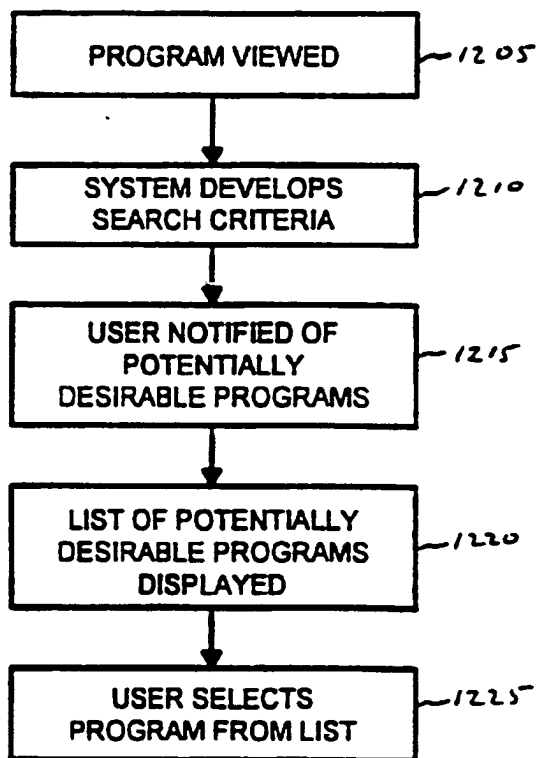 PROGRAM VIEWED
1205
SYSTEM DEVELOPS
SEARCH CRITERIA
1210
USER NOTIFIED OF
POTENTIALLY
DESIRABLE PROGRAMS
1215
LIST OF POTENTIALLY
DESIRABLE PROGRAMS
DISPLAYED
1220
USER SELECTS
PROGRAM FROM LIST
1225